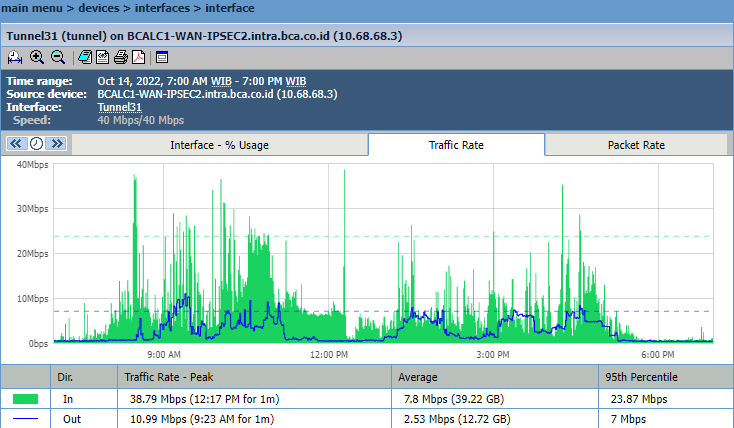 main menu > devices > interfaces > interface
Tunnel31 (tunnel) on BCALC1-WAN-IPSEC2.intra.bca.co.id (10.68.68.3)
Time range: Oct 14, 2022, 7:00 AM WIB - 7:00 PM WIB
Source device: BCALC1-WAN-IPSEC2.intra.bca.co.id (10.68.68.3)
Interface: Tunnel31
Speed: 40 Mbps/40 Mbps
Interface - % Usage Traffic Rate Packet Rate
40Mbps
30Mbps
20Mbps
10Mbps
0bps
9:00 AM 12:00 PM 3:00 PM 6:00 PM
Dir. Traffic Rate - Peak Average 95th Percentile
In 38.79 Mbps (12:17 PM for 1m) 7.8 Mbps (39.22 GB) 23.87 Mbps
Out 10.99 Mbps (9:23 AM for 1m) 2.53 Mbps (12.72 GB) 7 Mbps